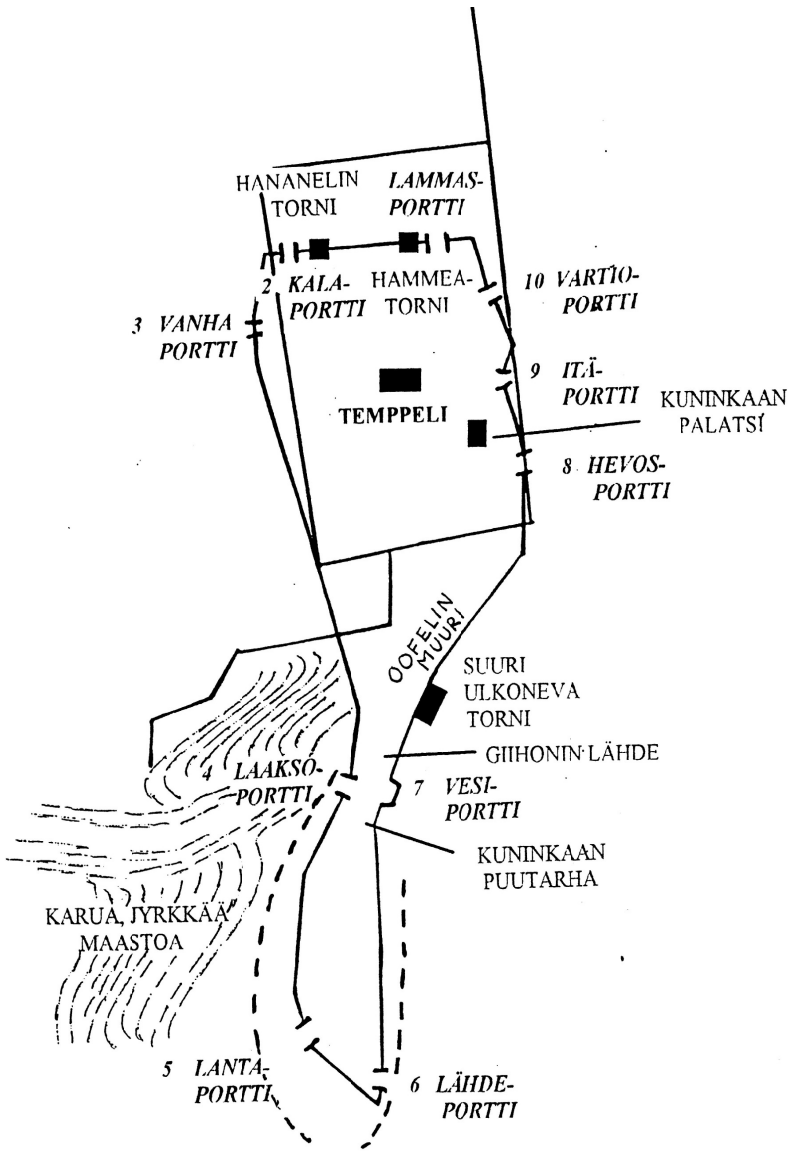 HANANELIN
TORNI
LAMMAS-
PORTTI
2 KALA-
PORTTI
HAMMEA-
TORNI
10 VARTIO-
PORTTI
3 VANHA
PORTTI
9 ITÄ-
PORTTI
TEMPPELI
KUNINKAAN
PALATSI
8 HEVOS-
PORTTI
OOFELIN
MUURI
SUURI
ULKONEVA
TORNI
GIIHONIN LÄHDE
4 LAAKSO-
PORTTI
7 VESI-
PORTTI
KUNINKAAN
PUUTARHA
KARUA, JYRKKÄÄ
MAASTOA
5 LANTA-
PORTTI
6 LÄHDE-
PORTTI